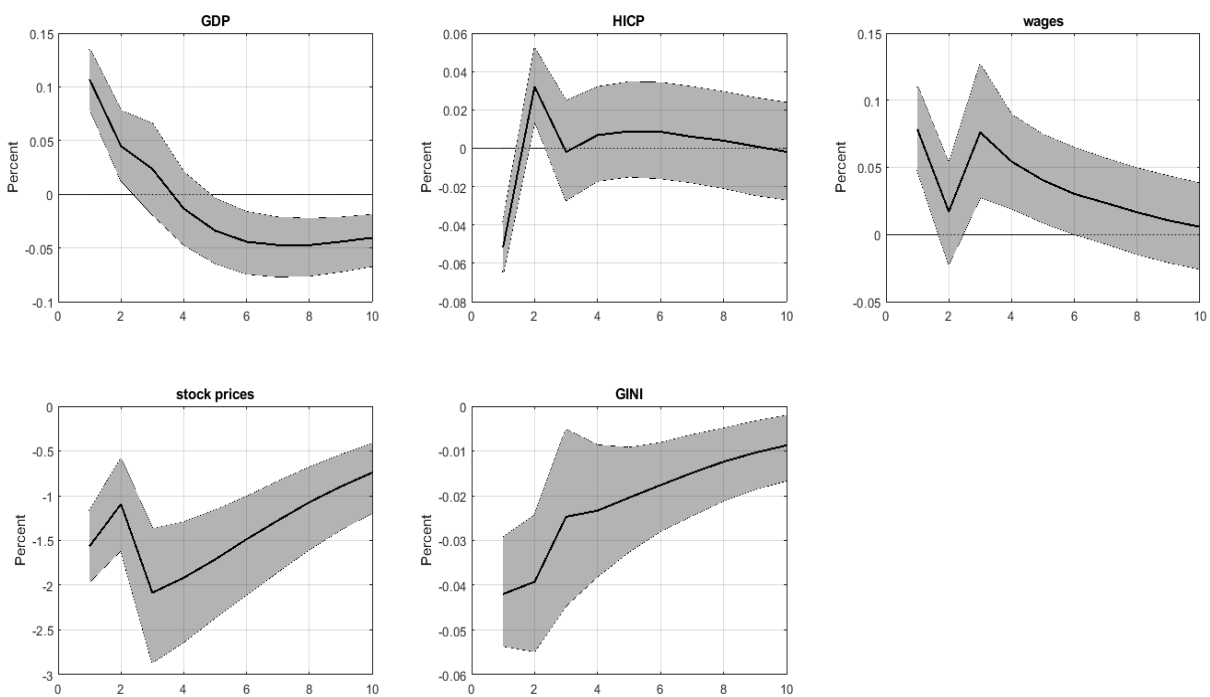 GDP
Percent
0.15
0.1
0.05
0
-0.05
-0.1
0 2 4 6 8 10
HICP
Percent
0.06
0.04
0.02
0
-0.02
-0.04
-0.06
-0.08
0 2 4 6 8 10
wages
Percent
0.15
0.1
0.05
0
-0.05
0 2 4 6 8 10
stock prices
Percent
0
-0.5
-1
-1.5
-2
-2.5
-3
0 2 4 6 8 10
GINI
Percent
0
-0.01
-0.02
-0.03
-0.04
-0.05
-0.06
0 2 4 6 8 10